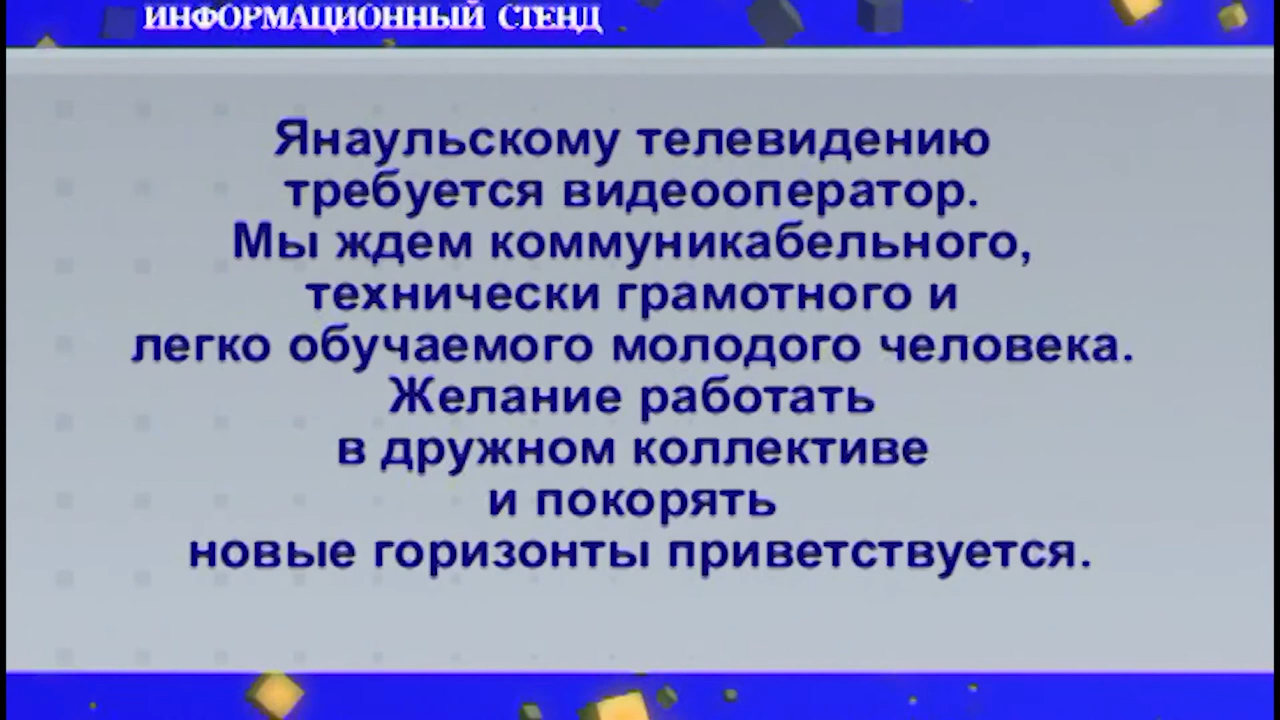 ИНФОРМАЦИОННЫЙ СТЕНД
Янаульскому телевидению
требуется видеооператор.
Мы ждем коммуникабельного,
технически грамотного и
легко обучаемого молодого человека.
Желание работать
в дружном коллективе
и покорять
новые горизонты приветствуется.